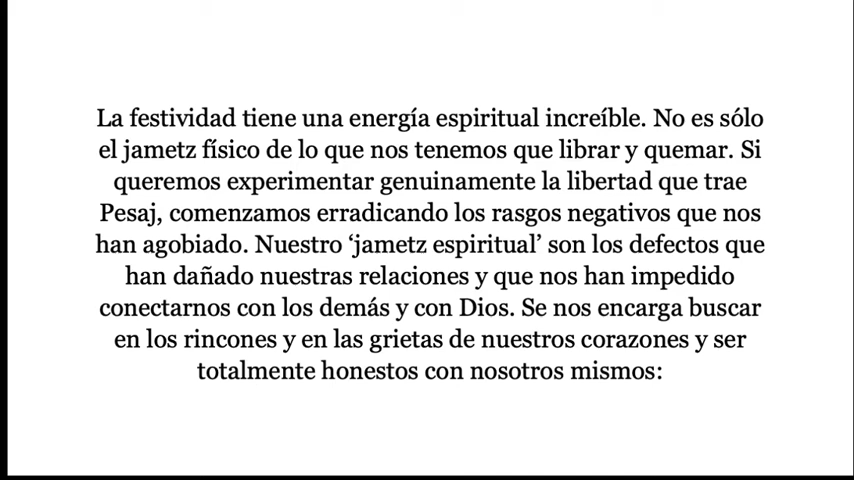 La festividad tiene una energía espiritual increíble. No es sólo
el jametz físico de lo que nos tenemos que librar y quemar. Si
queremos experimentar genuinamente la libertad que trae
Pesaj, comenzamos erradicando los rasgos negativos que nos
han agobiado. Nuestro ‘jametz espiritual’ son los defectos que
han dañado nuestras relaciones y que nos han impedido
conectarnos con los demás y con Dios. Se nos encarga buscar
en los rincones y en las grietas de nuestros corazones y ser
totalmente honestos con nosotros mismos: